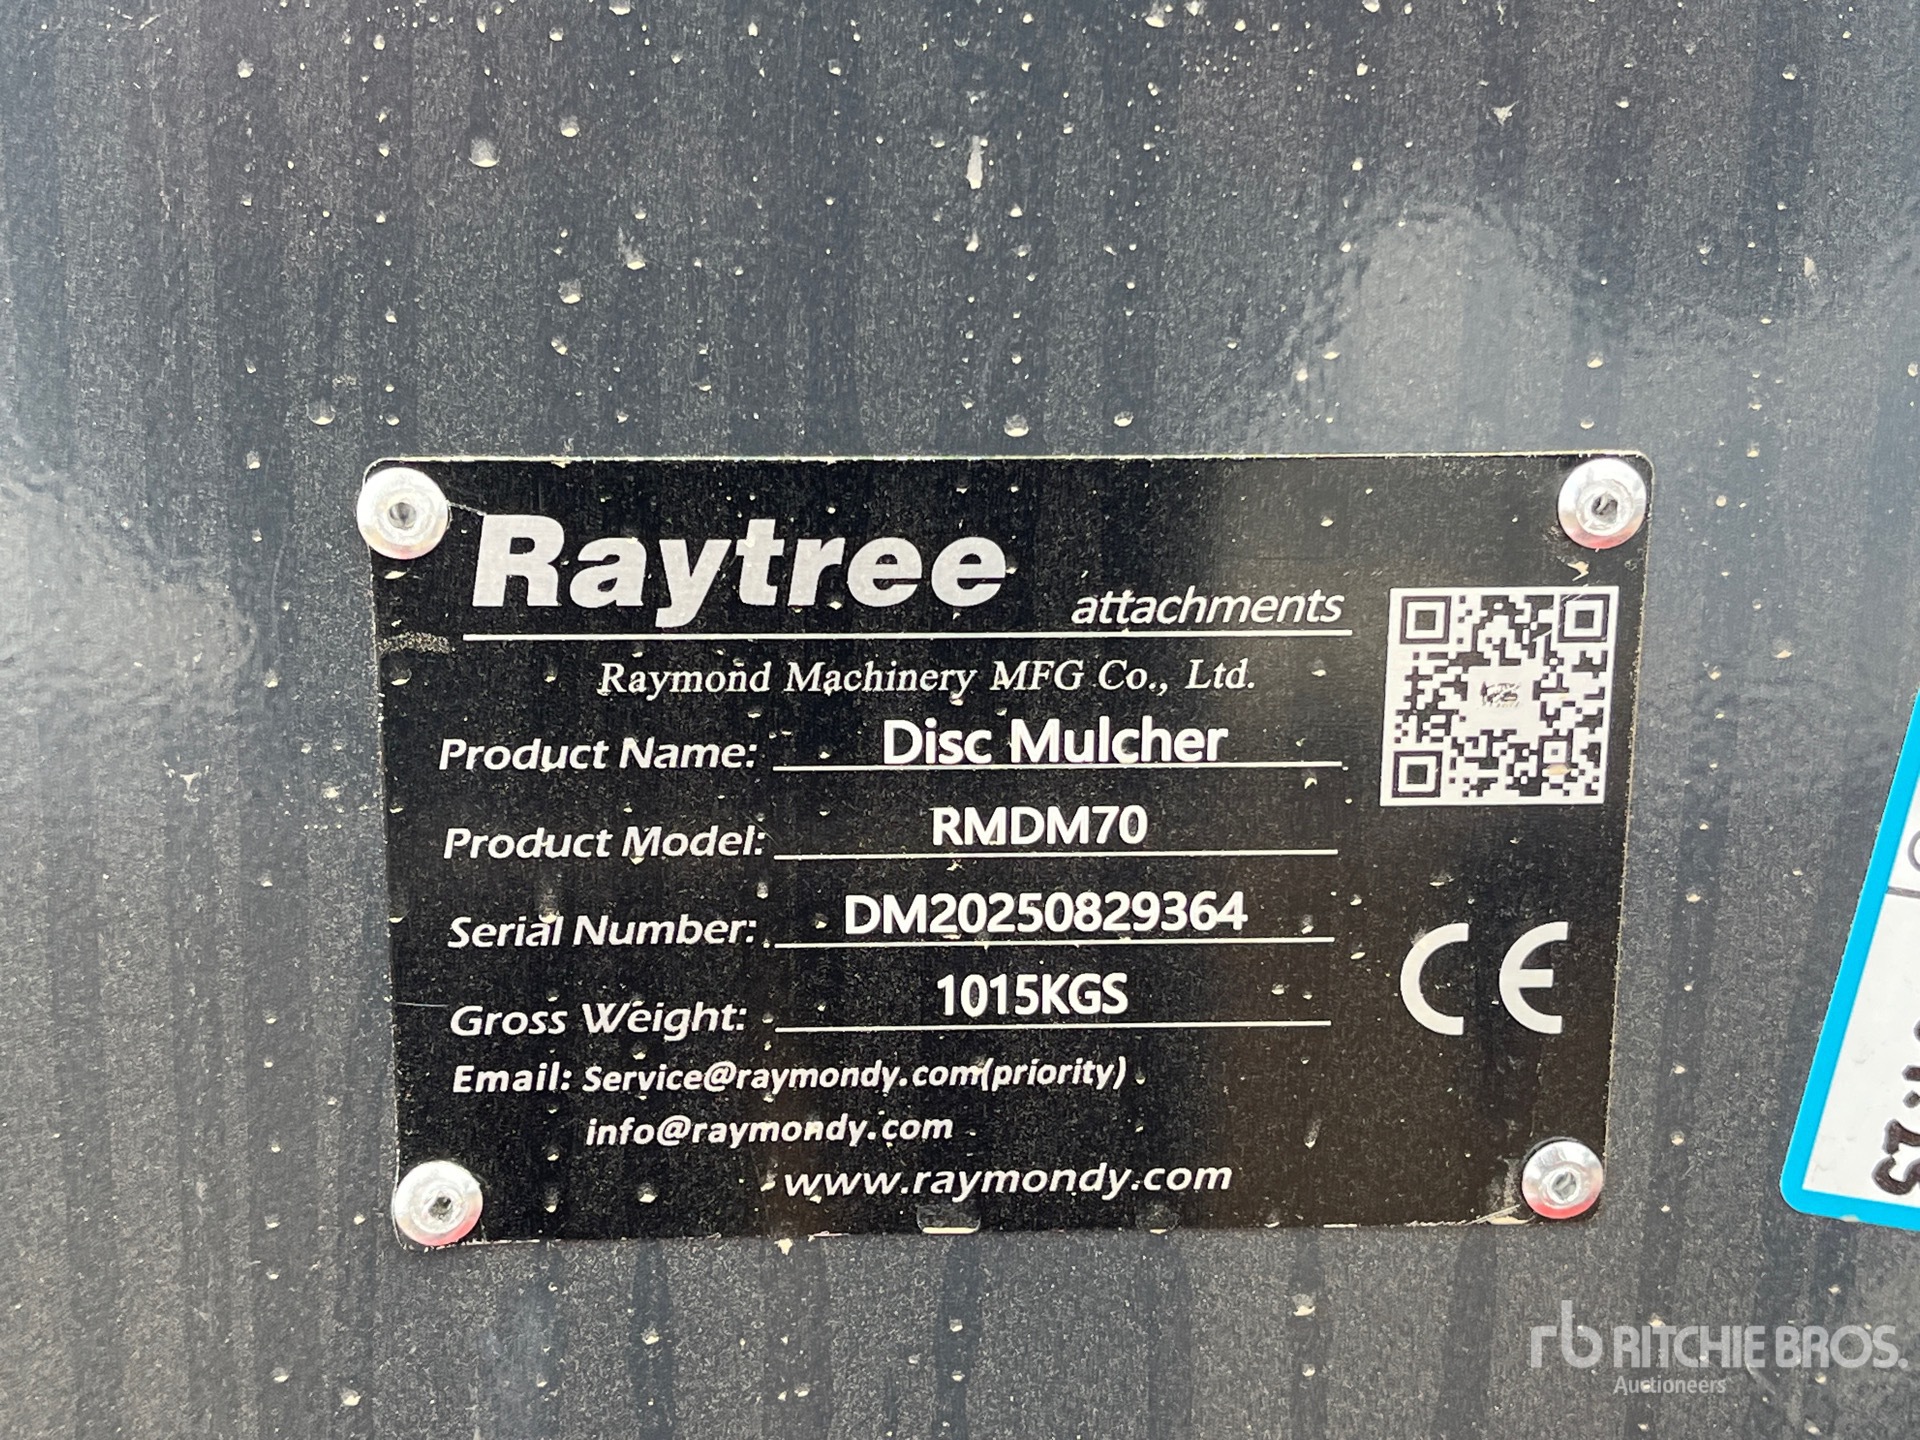 Raytree
attachments
Raymond Machinery MFG Co., Ltd.
Product Name: Disc Mulcher
Product Model: RMDM70
Serial Number: DM20250829364
Gross Weight: 1015KGS
CE
Email: Service@raymondy.com(priority)
info@raymondy.com
www.raymondy.com
rb RITCHIE BROS.
Auctioneers